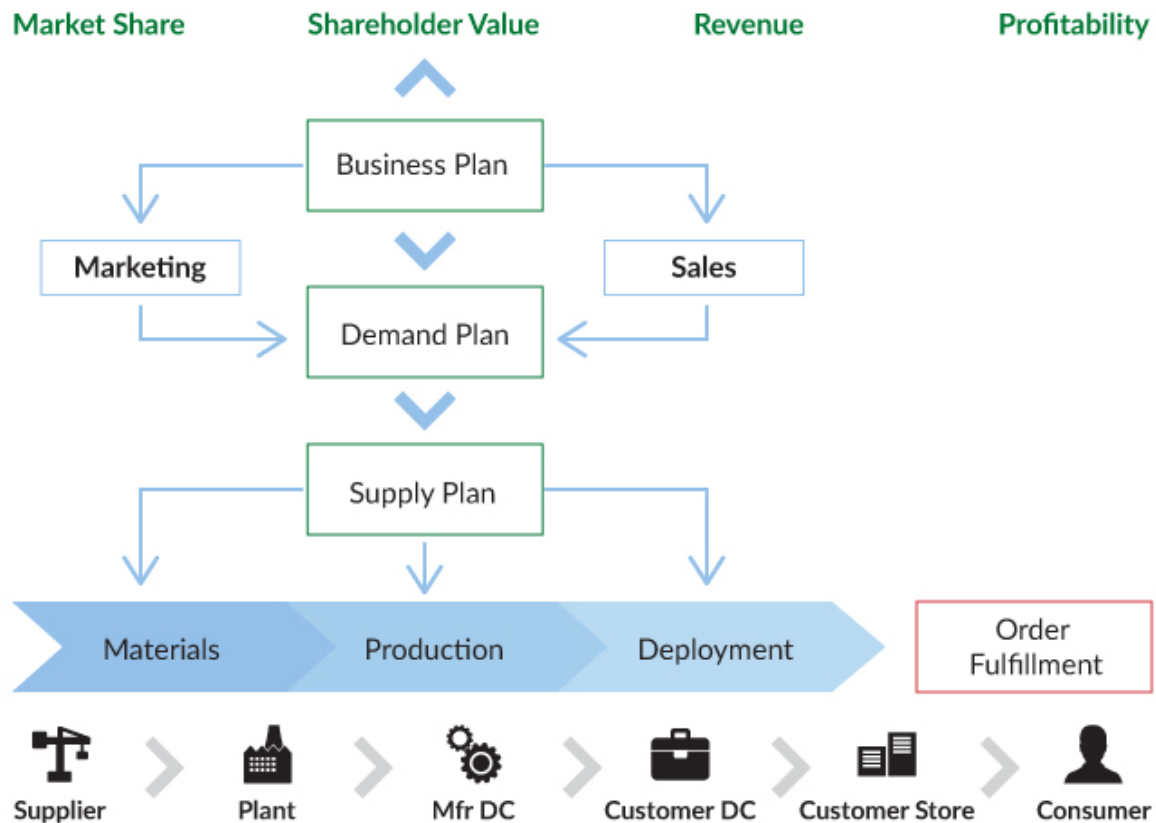 Market Share
Shareholder Value
Revenue
Profitability
Business Plan
Marketing
Sales
Demand Plan
Supply Plan
Materials
Production
Deployment
Order
Fulfillment
Supplier
Plant
Mfr DC
Customer DC
Customer Store
Consumer